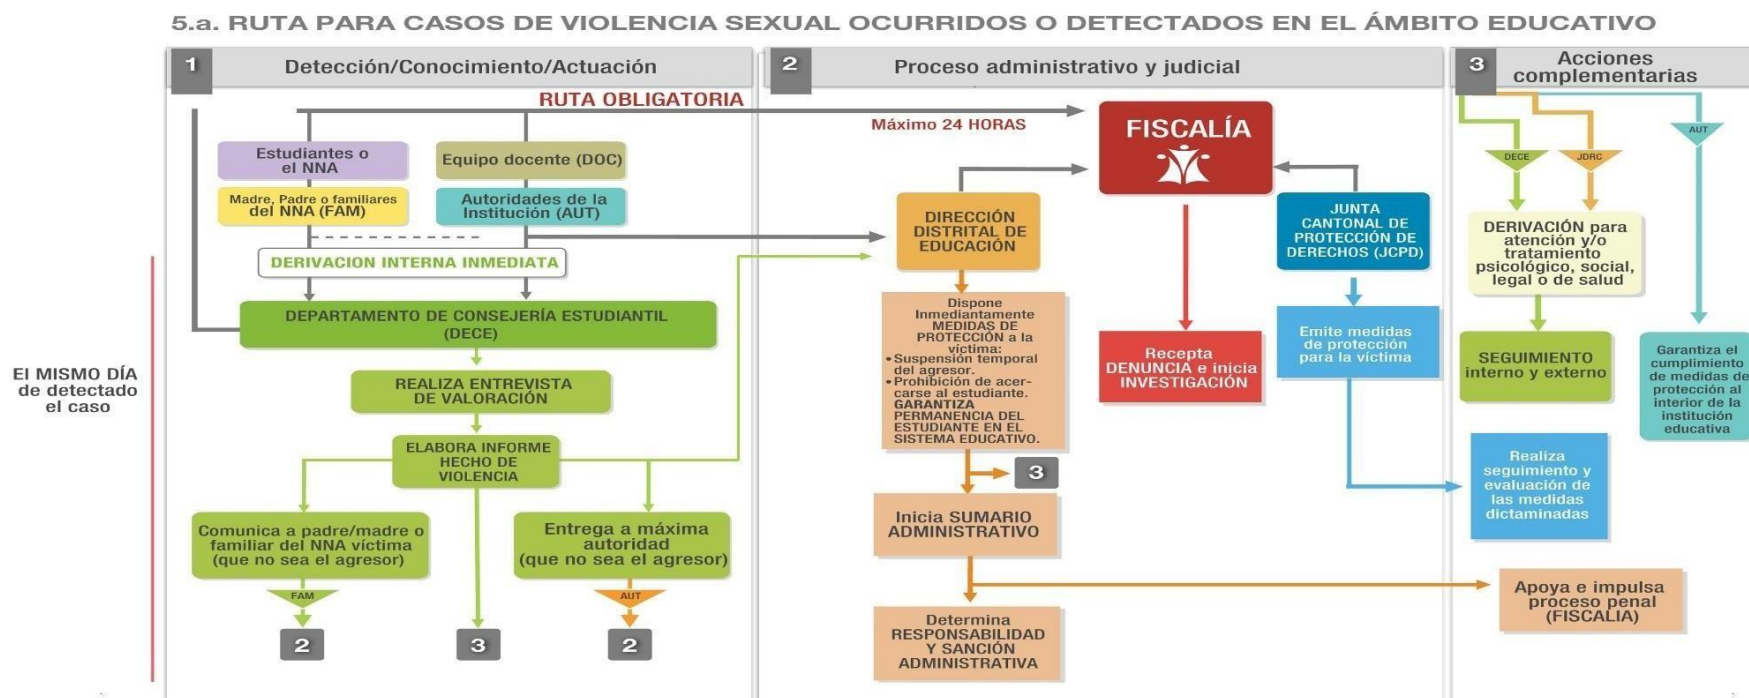 5.a. RUTA PARA CASOS DE VIOLENCIA SEXUAL OCURRIDOS O DETECTADOS EN EL ÁMBITO EDUCATIVO
1
Detección/Conocimiento/Actuación
RUTA OBLIGATORIA
Estudiantes o
el NNA
Equipo docente (DOC)
Madre, Padre o familiares
del NNA (FAM)
Autoridades de la
Institución (AUT)
DERIVACION INTERNA INMEDIATA
DEPARTAMENTO DE CONSEJERÍA ESTUDIANTIL
(DECE)
El MISMO DÍA
de detectado
el caso
REALIZA ENTREVISTA
DE VALORACIÓN
ELABORA INFORME
HECHO DE
VIOLENCIA
Comunica a padre/madre o
familiar del NNA víctima
(que no sea el agresor)
Entrega a máxima
autoridad
(que no sea el agresor)
FAM
AUT
2
3
2
2
Proceso administrativo y judicial
Máximo 24 HORAS
FISCALÍA
DIRECCIÓN
DISTRITAL DE
EDUCACIÓN
JUNTA
CANTONAL DE
PROTECCIÓN DE
DERECHOS (JCPD)
Dispone
Inmediantamente
MEDIDAS DE
PROTECCIÓN a la
víctima:
•Suspensión temporal
del agresor.
•Prohibición de acer-
carse al estudiante.
GARANTIZA
PERMANENCIA DEL
ESTUDIANTE EN EL
SISTEMA EDUCATIVO.
Recepta
DENUNCIA e inicia
INVESTIGACIÓN
Emite medidas
de protección
para la víctima
3
Inicia SUMARIO
ADMINISTRATIVO
Determina
RESPONSABILIDAD
Y SANCIÓN
ADMINISTRATIVA
3
Acciones
complementarias
AUT
DECE
JDRC
DERIVACIÓN para
atención y/o
tratamiento
psicológico, social,
legal o de salud
SEGUIMIENTO
interno y externo
Garantiza el
cumplimiento
de medidas de
protección al
interior de la
institución
educativa
Realiza
seguimiento y
evaluación de
las medidas
dictaminadas
Apoya e impulsa
proceso penal
(FISCALIA)